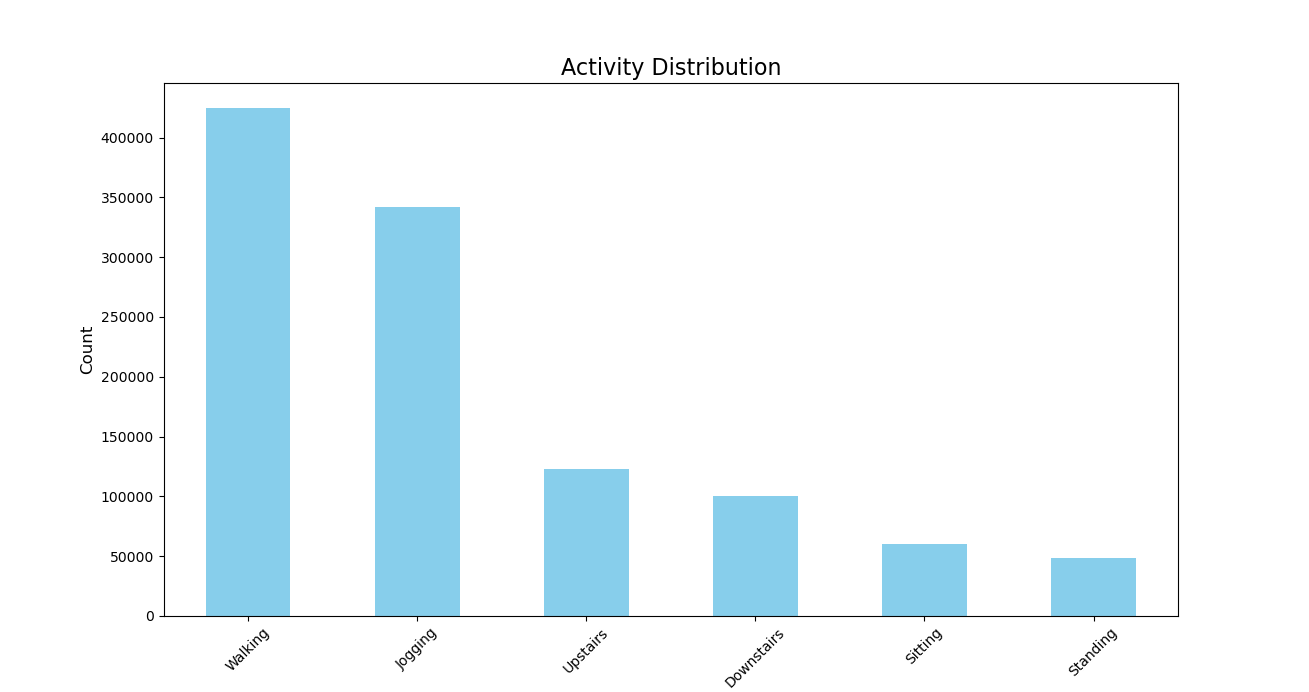 Activity Distribution
Count
400000
350000
300000
250000
200000
150000
100000
50000
0
Walking
Jogging
Upstairs
Downstairs
Sitting
Standing